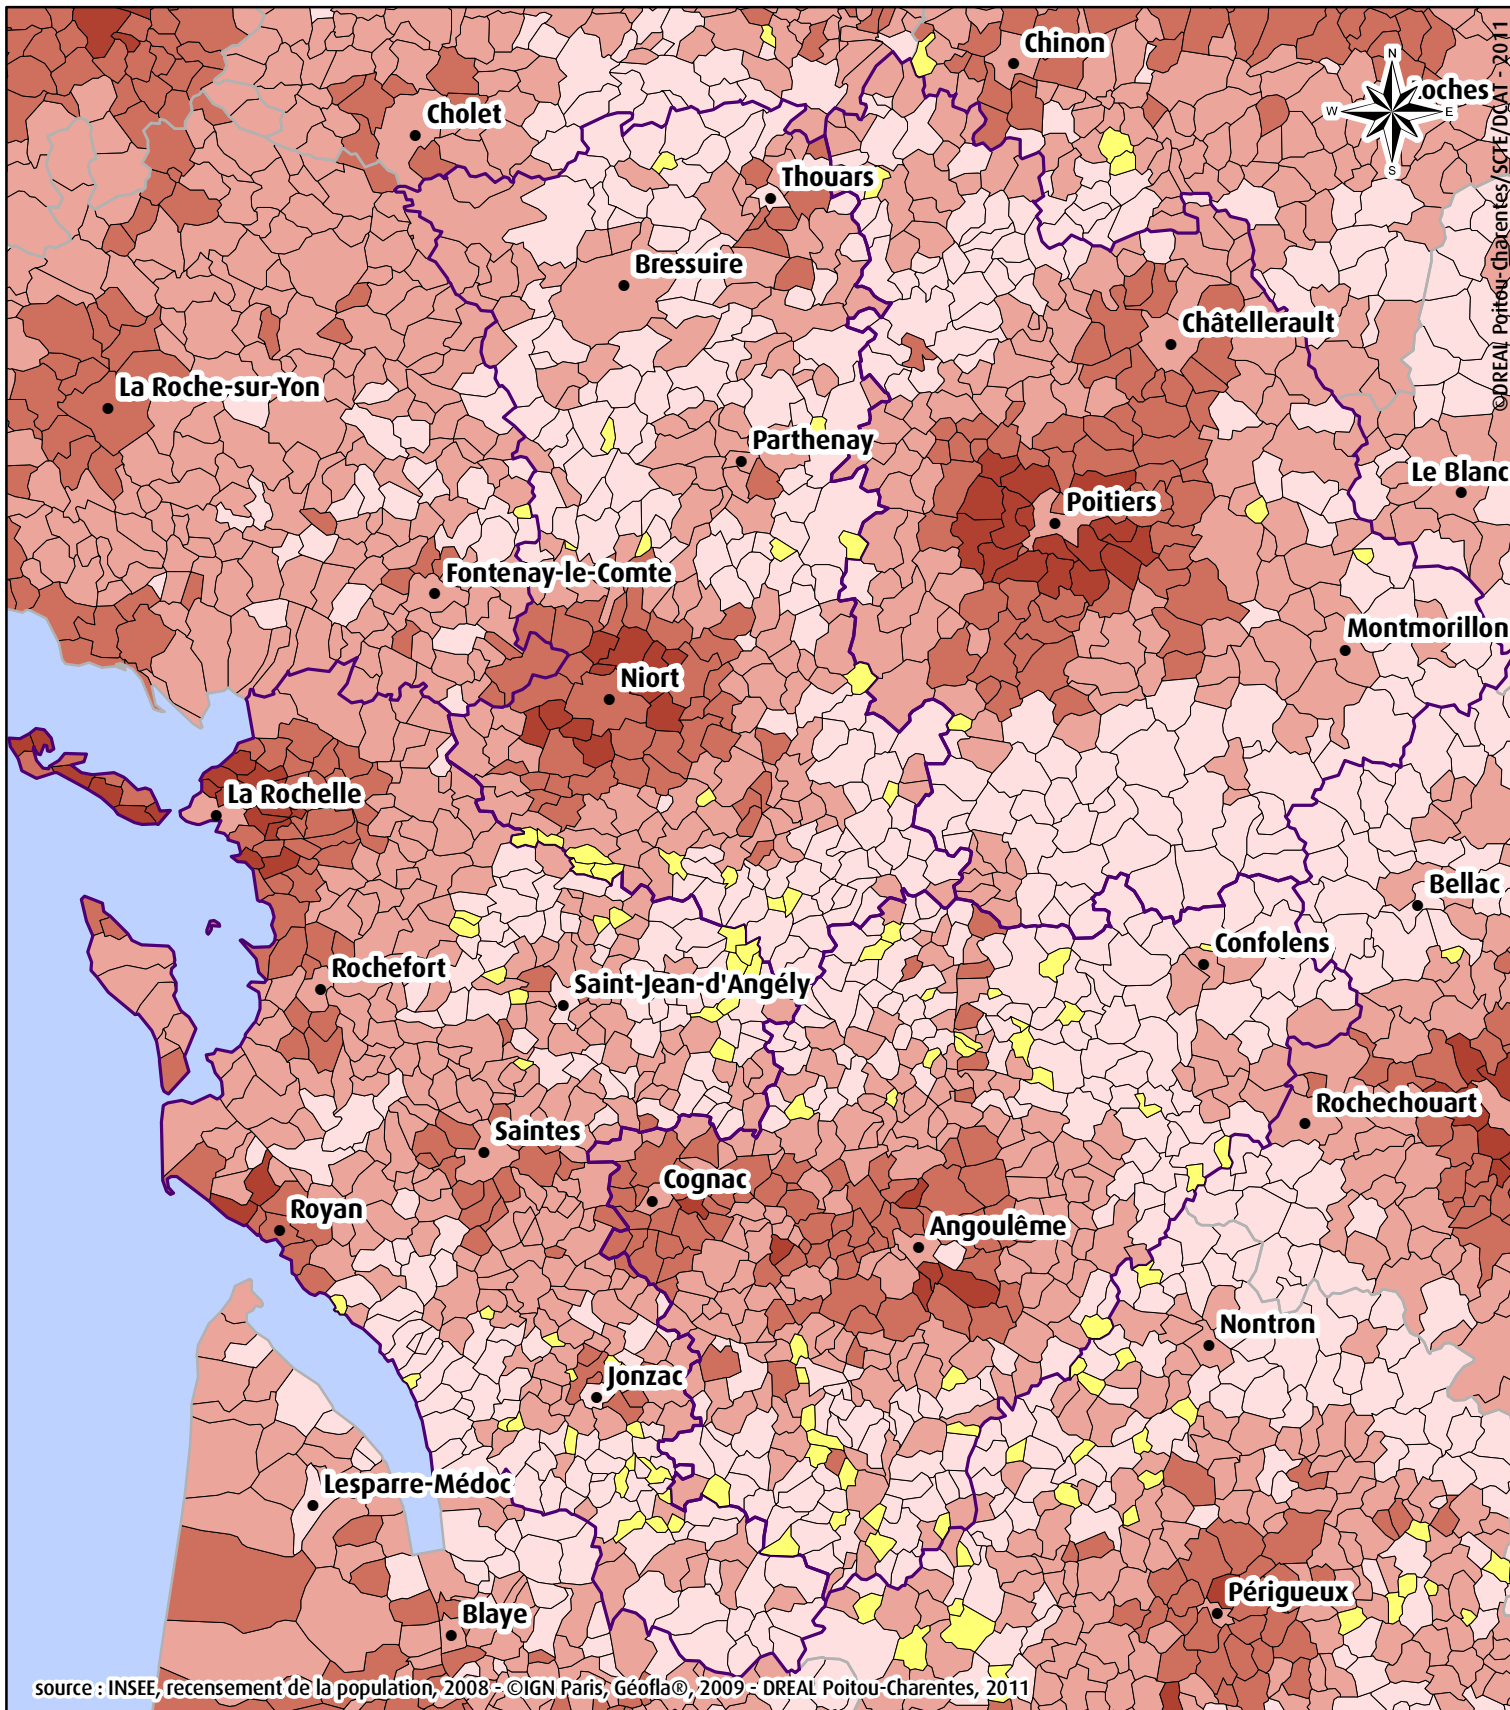 Chinon
N
W
E
S
oches
Cholet
Thouars
Bressuire
Châtellerault
La Roche-sur-Yon
Parthenay
Le Blanc
Poitiers
Fontenay-le-Comte
Montmorillon
Niort
La Rochelle
Bellac
Confolens
Rochefort
Saint-Jean-d'Angély
Rochechouart
Saintes
Cognac
Royan
Angoulême
Nontron
Jonzac
Lesparre-Médoc
Périgueux
Blaye
source : INSEE, recensement de la population, 2008 - ©IGN Paris, Géofla®, 2009 - DREAL Poitou-Charentes, 2011
©DREAL Poitou-Charentes/SCTE/DCAT - 2011